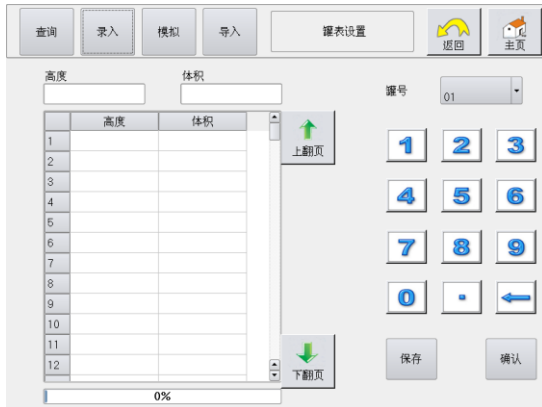 查询 录入 模拟 导入 罐表设置 返回 主页
高度 体积
罐号 01
高度 体积
上翻页
1
2
3
4
5
6
7
8
9
10
11
12
下翻页
0%
1 2 3
4 5 6
7 8 9
0 .
保存 确认